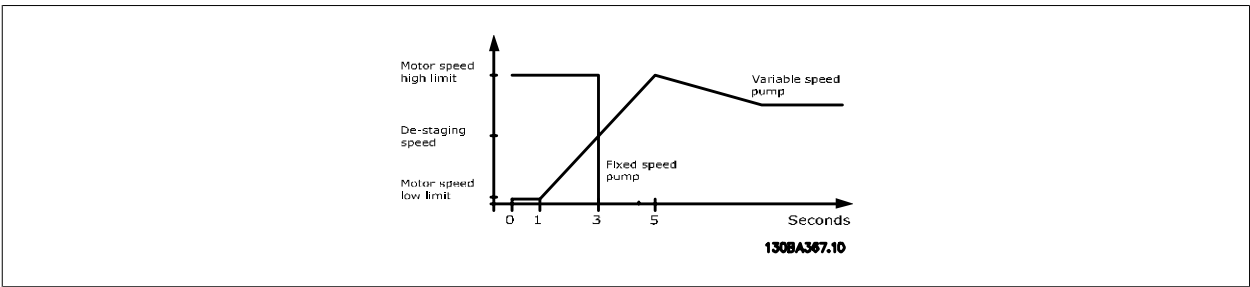 Motor speed
high limit
Variable speed
pump
De-staging
speed
Fixed speed
pump
Motor speed
low limit
0 1 3 5 Seconds
130BA367.10